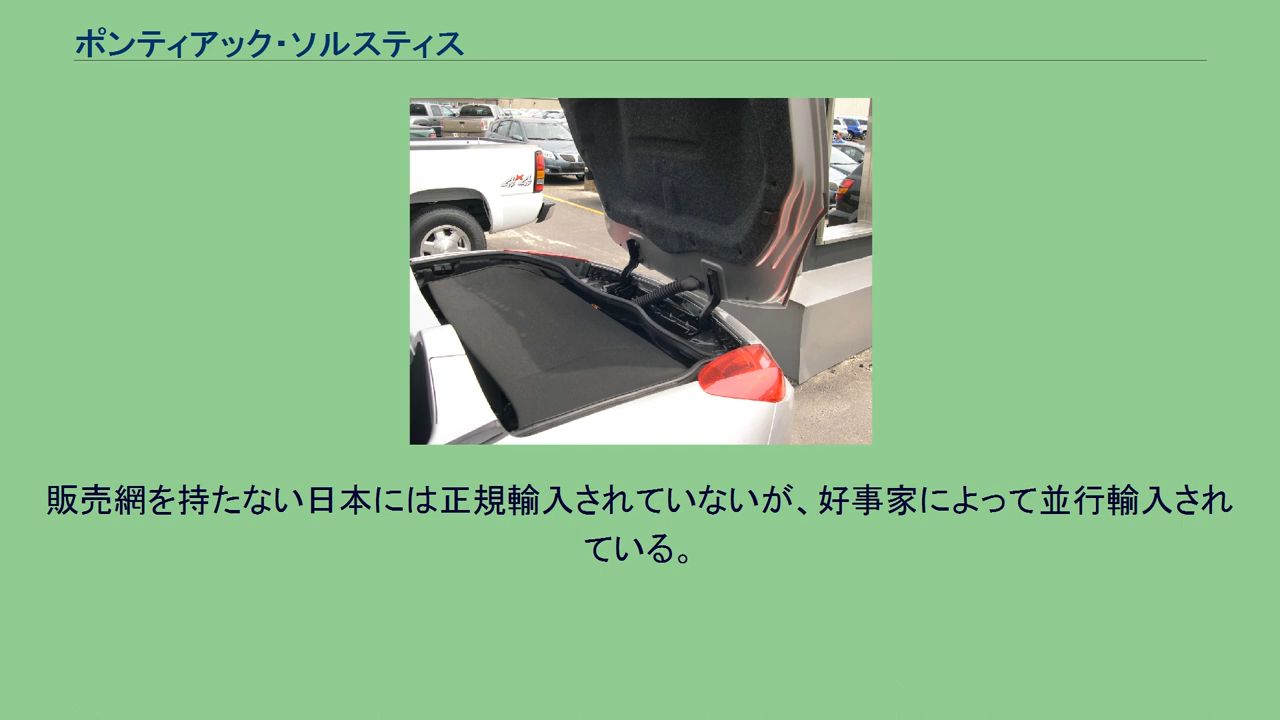 ポンティアック・ソルスティス
4x4
販売網を持たない日本には正規輸入されていないが、好事家によって並行輸入され
ている。